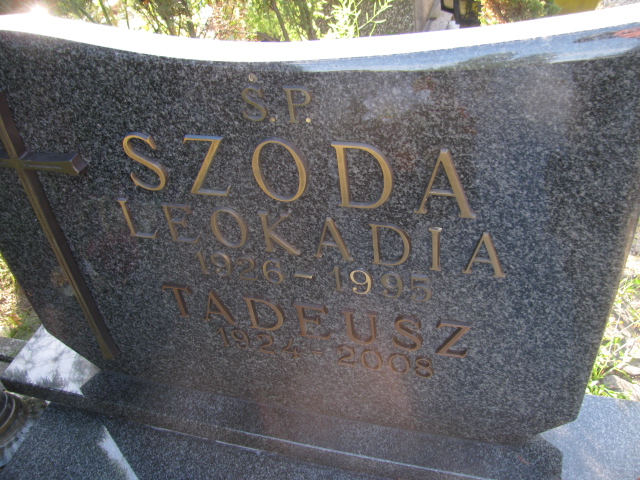 Ś.P.
SZODA
LEOKADIA
1926-1995
TADEUSZ
1924-2008